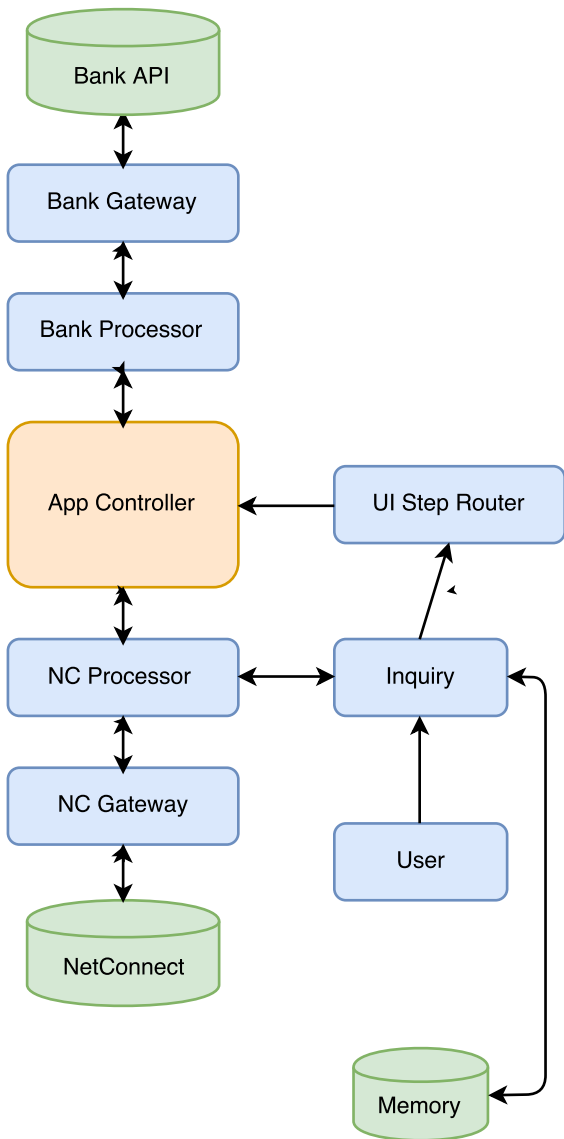 Bank API
Bank Gateway
Bank Processor
App Controller
UI Step Router
NC Processor
Inquiry
NC Gateway
User
NetConnect
Memory